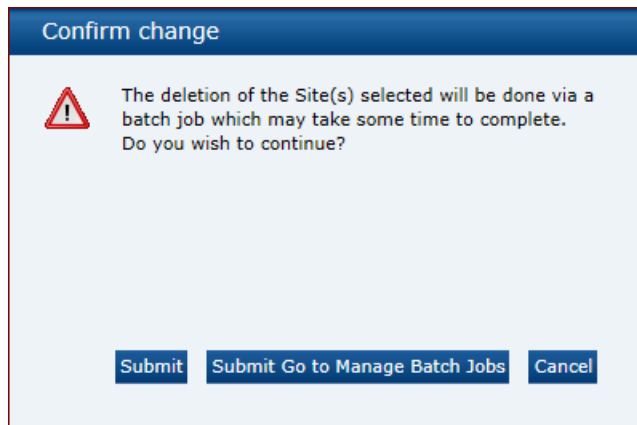 Confirm change
The deletion of the Site(s) selected will be done via a
batch job which may take some time to complete.
Do you wish to continue?
Submit
Submit Go to Manage Batch Jobs
Cancel